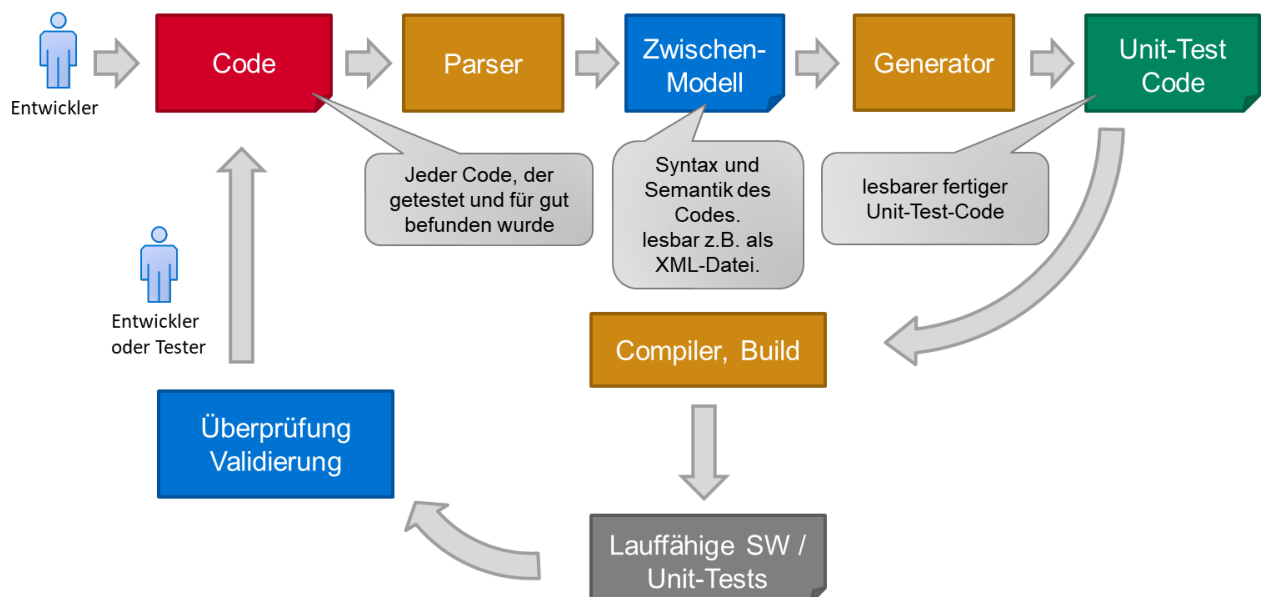 Entwickler
Code
Parser
Zwischen-
Modell
Generator
Unit-Test
Code
Jeder Code, der
getestet und für gut
befunden wurde
Syntax und
Semantik des
Codes.
lesbar z.B. als
XML-Datei.
lesbarer fertiger
Unit-Test-Code
Entwickler
oder Tester
Compiler, Build
Überprüfung
Validierung
Lauffähige SW /
Unit-Tests